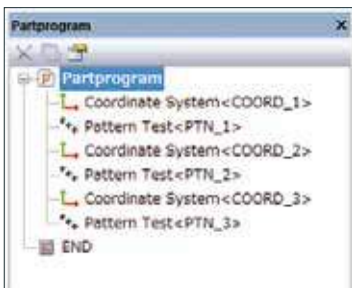 Partprogram
Partprogram
Coordinate System<COORD_1>
Pattern Test<PTN_1>
Coordinate System<COORD_2>
Pattern Test<PTN_2>
Coordinate System<COORD_3>
Pattern Test<PTN_3>
END